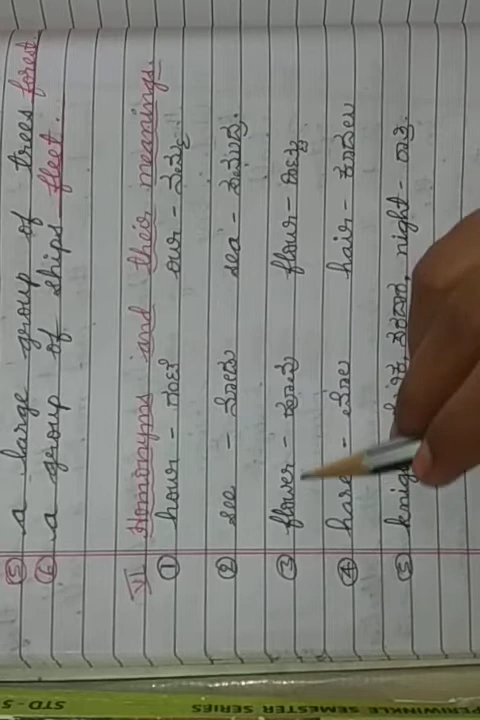 ⑤ a large group of trees forest
⑥ a group of ships fleet.
VI Homonyms and their meanings.
① hour - ಗಂಟೆ our - ನಮ್ಮ
② see - ನೋಡು sea - ಸಮುದ್ರ.
③ flower - ಹೂವು flour - ಹಿಟ್ಟು
④ hare - ಮೊಲ hair - ಕೂದಲು
⑤ night - ರಾತ್ರಿ.
STD - 5
PERIWINKLE SEMESTER SERIES